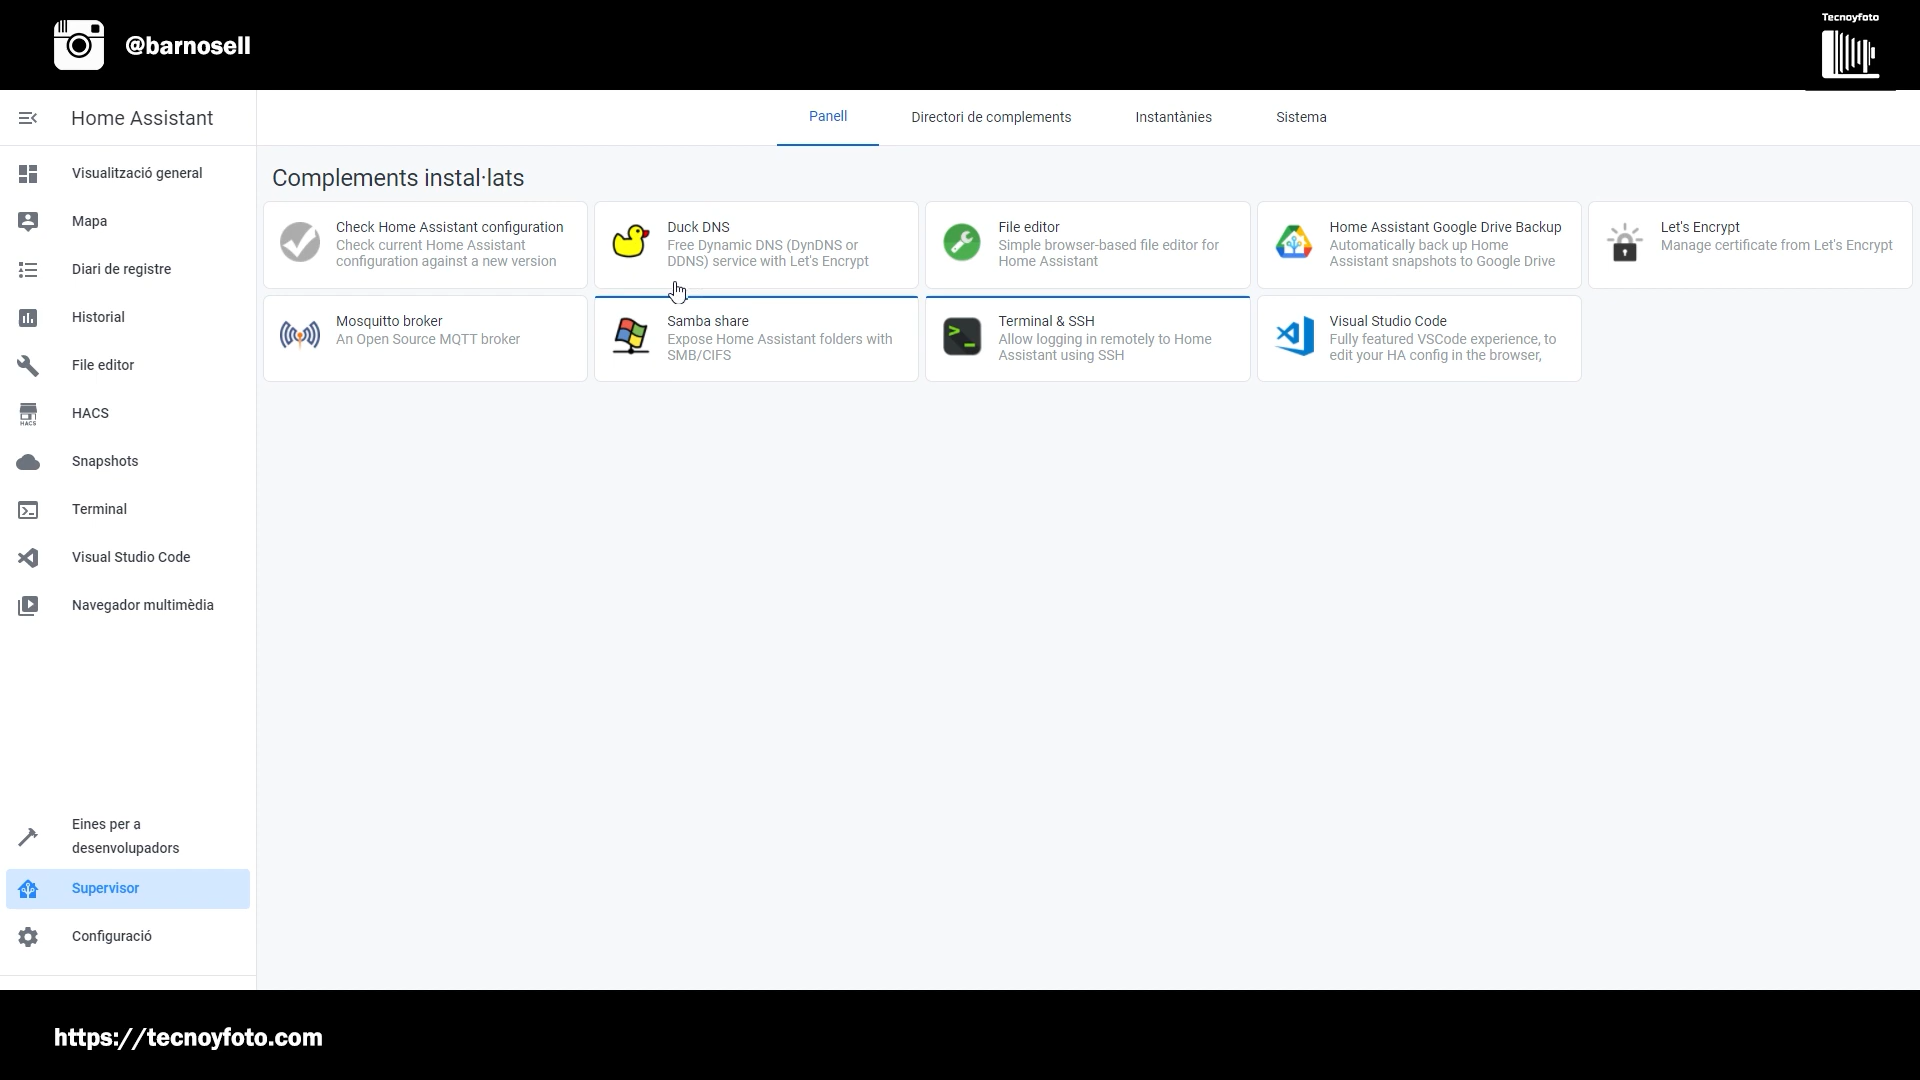 @barnosell
Tecnoyfoto
Home Assistant
Panell
Directori de complements
Instantànies
Sistema
Visualització general
Mapa
Diari de registre
Historial
File editor
HACS
HACS
Snapshots
Terminal
Visual Studio Code
Navegador multimèdia
Eines per a
desenvolupadors
Supervisor
Configuració
Complements instal·lats
Check Home Assistant configuration
Check current Home Assistant
configuration against a new version
Duck DNS
Free Dynamic DNS (DynDNS or
DDNS) service with Let's Encrypt
File editor
Simple browser-based file editor for
Home Assistant
Home Assistant Google Drive Backup
Automatically back up Home
Assistant snapshots to Google Drive
Let's Encrypt
Manage certificate from Let's Encrypt
Mosquitto broker
An Open Source MQTT broker
Samba share
Expose Home Assistant folders with
SMB/CIFS
Terminal & SSH
Allow logging in remotely to Home
Assistant using SSH
Visual Studio Code
Fully featured VSCode experience, to
edit your HA config in the browser,
https://tecnoyfoto.com